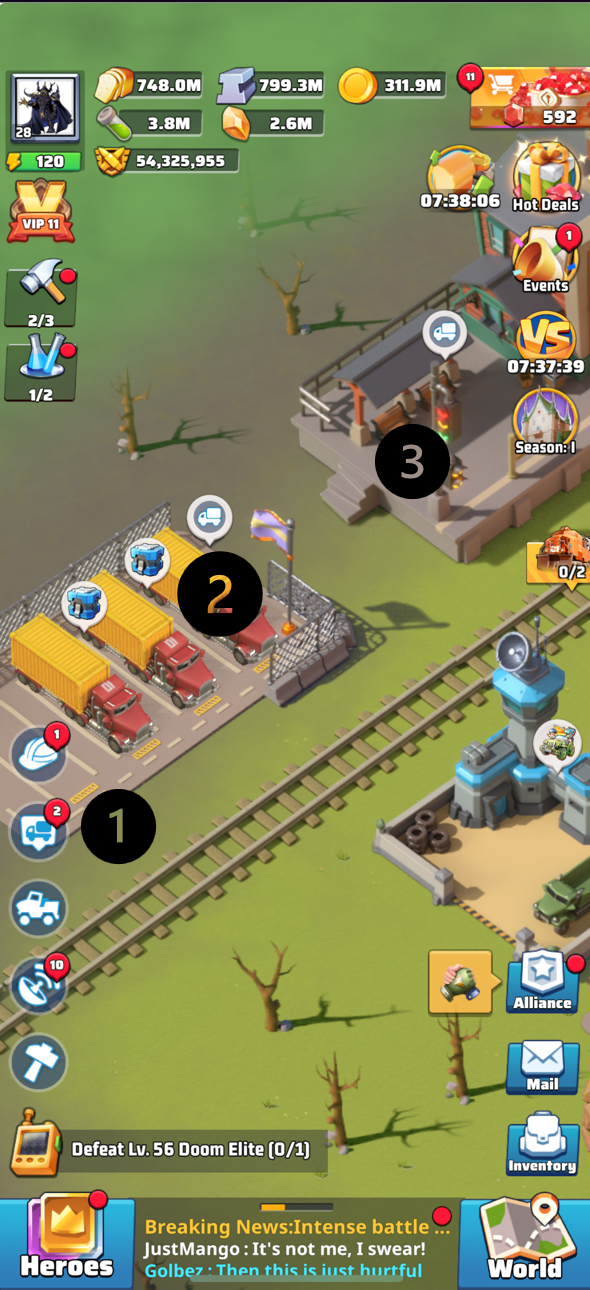 748.0M
799.3M
311.9M
11
592
28
3.8M
2.6M
120
54,325,955
VIP 11
07:38:06
Hot Deals
1
Events
2/3
VS
07:37:39
1/2
Season: I
3
2
0/2
1
2
1
10
Alliance
Mail
Defeat Lv. 56 Doom Elite (0/1)
Inventory
Breaking News:Intense battle ...
JustMango : It's not me, I swear!
Golbez : Then this is just hurtful
Heroes
World